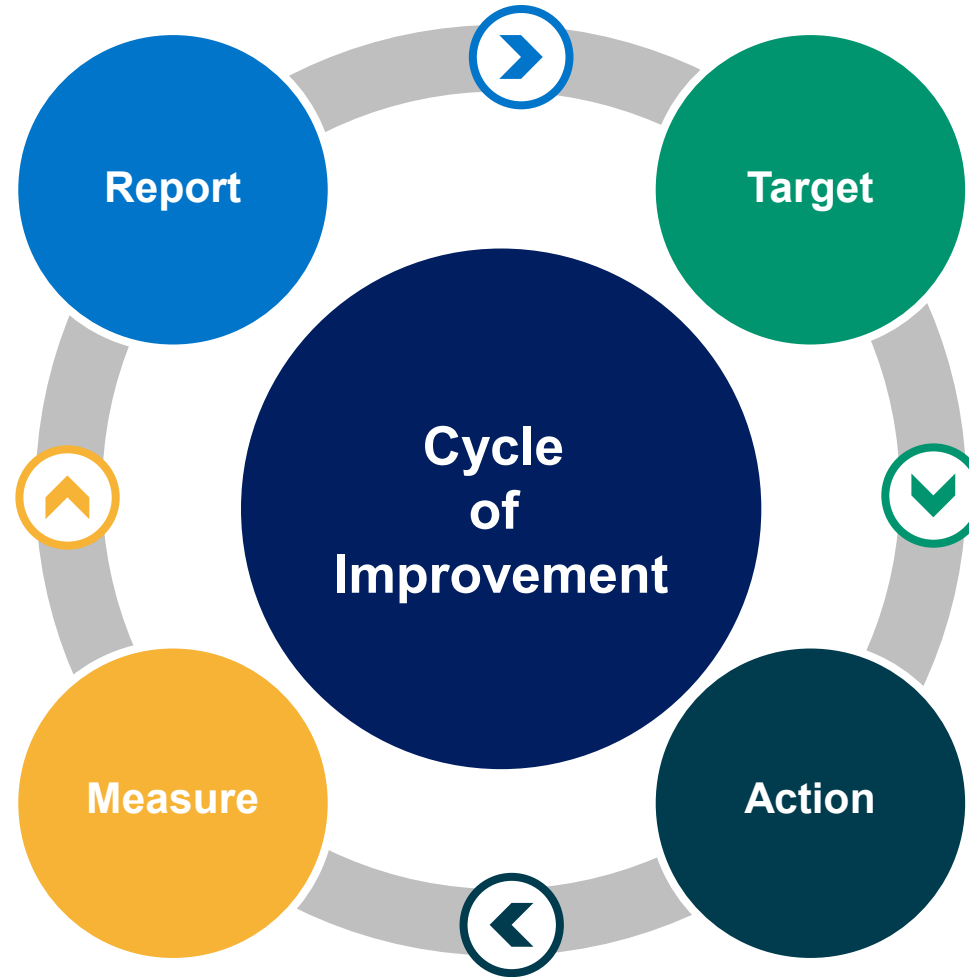 Report
Target
Cycle
of
Improvement
Measure
Action